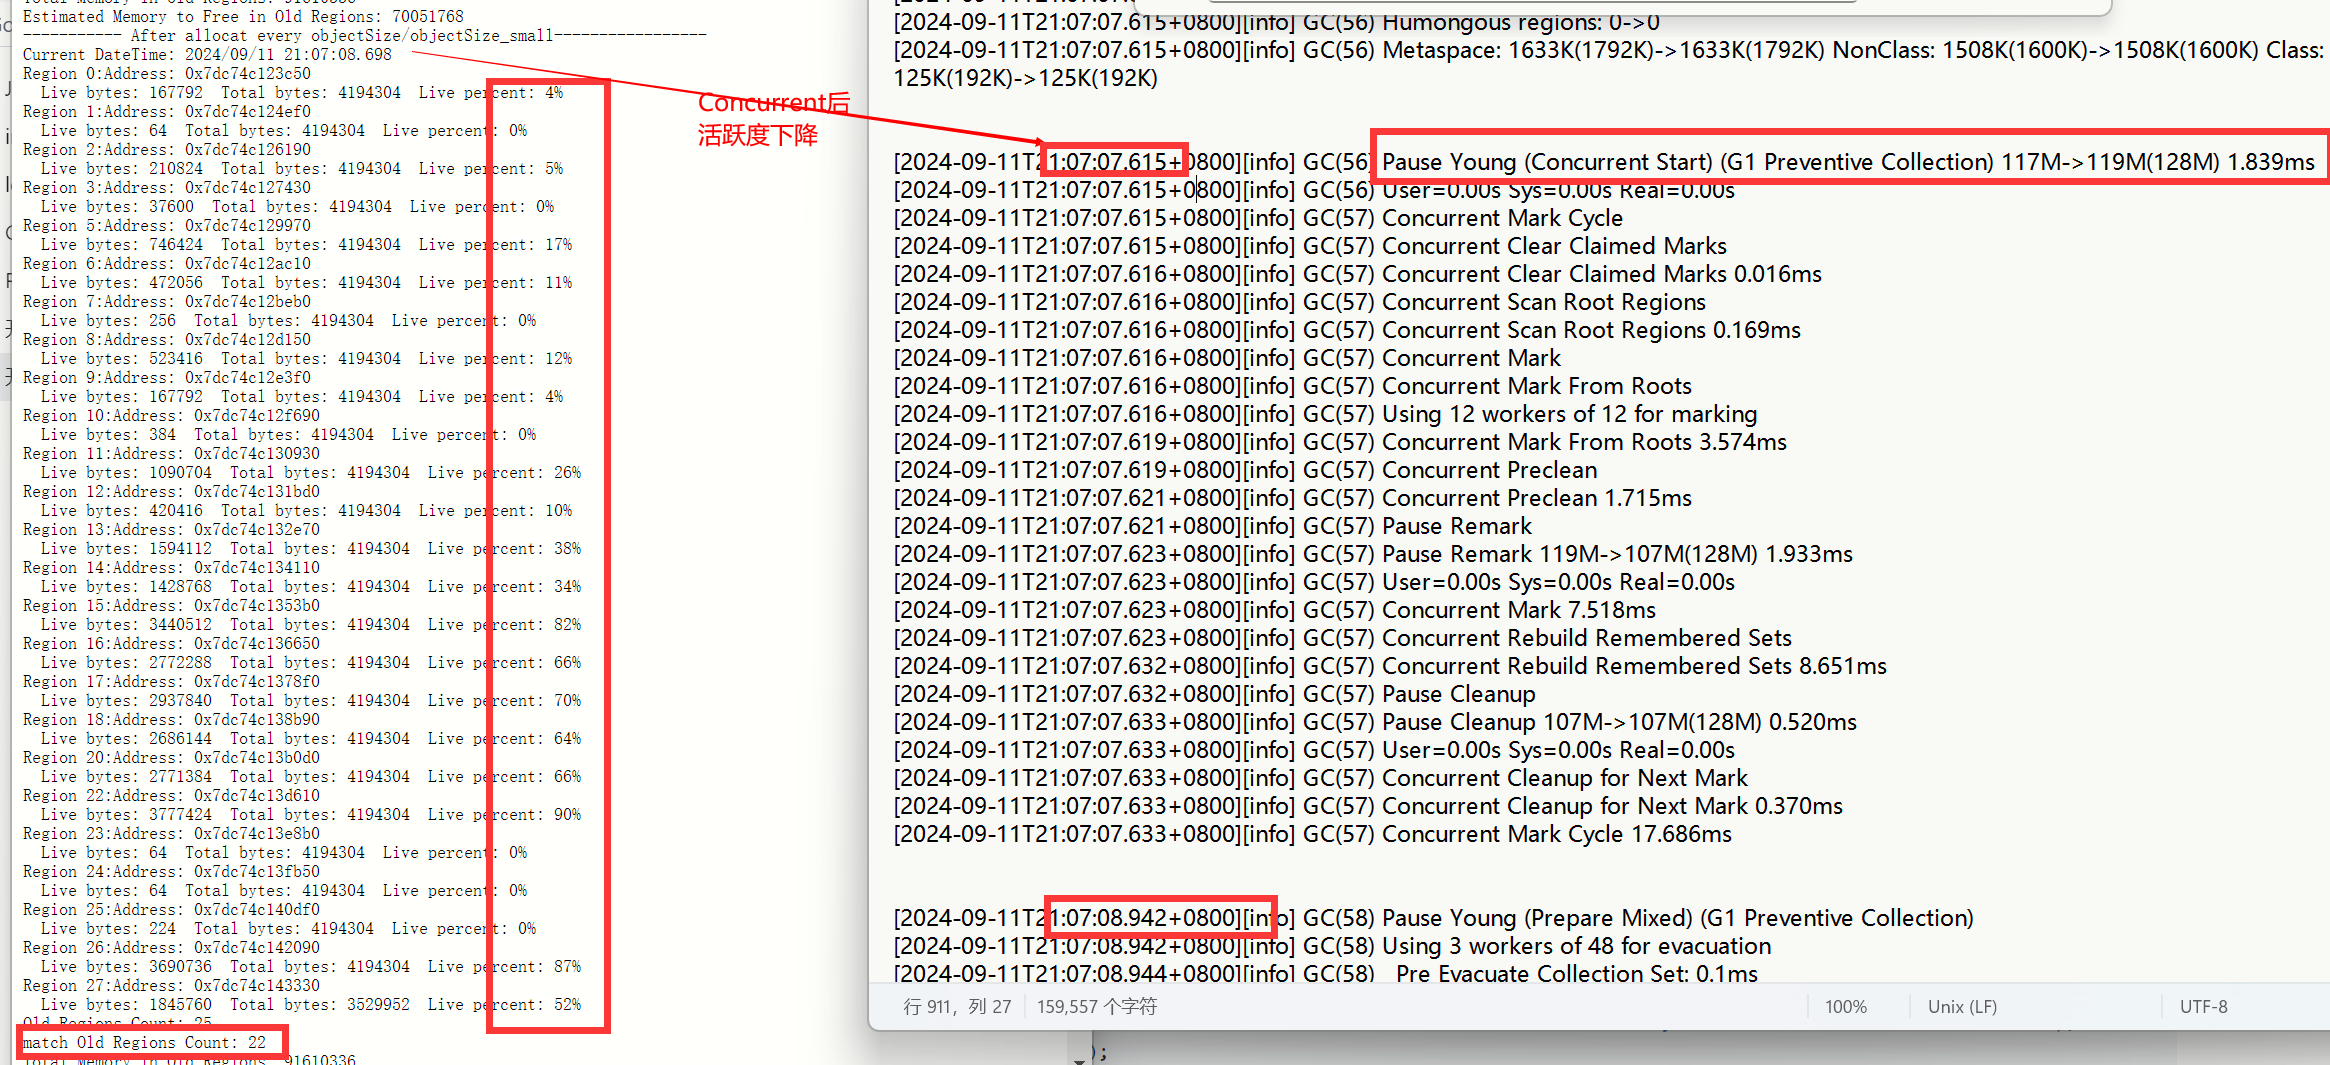 Estimated Memory to Free in Old Regions: 70051768
----------- After allocat every objectSize/objectSize_small-----------------
Current DateTime: 2024/09/11 21:07:08.698
Region 0:Address: 0x7dc74c123c50
Live bytes: 167792  Total bytes: 4194304  Live percent: 4%
Region 1:Address: 0x7dc74c124ef0
Live bytes: 64  Total bytes: 4194304  Live percent: 0%
Region 2:Address: 0x7dc74c126190
Live bytes: 210824  Total bytes: 4194304  Live percent: 5%
Region 3:Address: 0x7dc74c127430
Live bytes: 37600  Total bytes: 4194304  Live percent: 0%
Region 5:Address: 0x7dc74c129970
Live bytes: 746424  Total bytes: 4194304  Live percent: 17%
Region 6:Address: 0x7dc74c12ac10
Live bytes: 472056  Total bytes: 4194304  Live percent: 11%
Region 7:Address: 0x7dc74c12beb0
Live bytes: 256  Total bytes: 4194304  Live percent: 0%
Region 8:Address: 0x7dc74c12d150
Live bytes: 523416  Total bytes: 4194304  Live percent: 12%
Region 9:Address: 0x7dc74c12e3f0
Live bytes: 167792  Total bytes: 4194304  Live percent: 4%
Region 10:Address: 0x7dc74c12f690
Live bytes: 384  Total bytes: 4194304  Live percent: 0%
Region 11:Address: 0x7dc74c130930
Live bytes: 1090704  Total bytes: 4194304  Live percent: 26%
Region 12:Address: 0x7dc74c131bd0
Live bytes: 420416  Total bytes: 4194304  Live percent: 10%
Region 13:Address: 0x7dc74c132e70
Live bytes: 1594112  Total bytes: 4194304  Live percent: 38%
Region 14:Address: 0x7dc74c134110
Live bytes: 1428768  Total bytes: 4194304  Live percent: 34%
Region 15:Address: 0x7dc74c1353b0
Live bytes: 3440512  Total bytes: 4194304  Live percent: 82%
Region 16:Address: 0x7dc74c136650
Live bytes: 2772288  Total bytes: 4194304  Live percent: 66%
Region 17:Address: 0x7dc74c1378f0
Live bytes: 2937840  Total bytes: 4194304  Live percent: 70%
Region 18:Address: 0x7dc74c138b90
Live bytes: 2686144  Total bytes: 4194304  Live percent: 64%
Region 20:Address: 0x7dc74c13b0d0
Live bytes: 2771384  Total bytes: 4194304  Live percent: 66%
Region 22:Address: 0x7dc74c13d610
Live bytes: 3777424  Total bytes: 4194304  Live percent: 90%
Region 23:Address: 0x7dc74c13e8b0
Live bytes: 64  Total bytes: 4194304  Live percent: 0%
Region 24:Address: 0x7dc74c13fb50
Live bytes: 64  Total bytes: 4194304  Live percent: 0%
Region 25:Address: 0x7dc74c140df0
Live bytes: 224  Total bytes: 4194304  Live percent: 0%
Region 26:Address: 0x7dc74c142090
Live bytes: 3690736  Total bytes: 4194304  Live percent: 87%
Region 27:Address: 0x7dc74c143330
Live bytes: 1845760  Total bytes: 3529952  Live percent: 52%
Old Regions Count: 25
match Old Regions Count: 22
Total Memory in Old Regions: 91610336
Concurrent后
活跃度下降
[2024-09-11T21:07:07.615+0800][info] GC(56) Humongous regions: 0->0
[2024-09-11T21:07:07.615+0800][info] GC(56) Metaspace: 1633K(1792K)->1633K(1792K) NonClass: 1508K(1600K)->1508K(1600K) Class:
125K(192K)->125K(192K)
[2024-09-11T21:07:07.615+0800][info] GC(56) Pause Young (Concurrent Start) (G1 Preventive Collection) 117M->119M(128M) 1.839ms
[2024-09-11T21:07:07.615+0800][info] GC(56) User=0.00s Sys=0.00s Real=0.00s
[2024-09-11T21:07:07.615+0800][info] GC(57) Concurrent Mark Cycle
[2024-09-11T21:07:07.615+0800][info] GC(57) Concurrent Clear Claimed Marks
[2024-09-11T21:07:07.616+0800][info] GC(57) Concurrent Clear Claimed Marks 0.016ms
[2024-09-11T21:07:07.616+0800][info] GC(57) Concurrent Scan Root Regions
[2024-09-11T21:07:07.616+0800][info] GC(57) Concurrent Scan Root Regions 0.169ms
[2024-09-11T21:07:07.616+0800][info] GC(57) Concurrent Mark
[2024-09-11T21:07:07.616+0800][info] GC(57) Concurrent Mark From Roots
[2024-09-11T21:07:07.616+0800][info] GC(57) Using 12 workers of 12 for marking
[2024-09-11T21:07:07.619+0800][info] GC(57) Concurrent Mark From Roots 3.574ms
[2024-09-11T21:07:07.619+0800][info] GC(57) Concurrent Preclean
[2024-09-11T21:07:07.621+0800][info] GC(57) Concurrent Preclean 1.715ms
[2024-09-11T21:07:07.621+0800][info] GC(57) Pause Remark
[2024-09-11T21:07:07.623+0800][info] GC(57) Pause Remark 119M->107M(128M) 1.933ms
[2024-09-11T21:07:07.623+0800][info] GC(57) User=0.00s Sys=0.00s Real=0.00s
[2024-09-11T21:07:07.623+0800][info] GC(57) Concurrent Mark 7.518ms
[2024-09-11T21:07:07.623+0800][info] GC(57) Concurrent Rebuild Remembered Sets
[2024-09-11T21:07:07.632+0800][info] GC(57) Concurrent Rebuild Remembered Sets 8.651ms
[2024-09-11T21:07:07.632+0800][info] GC(57) Pause Cleanup
[2024-09-11T21:07:07.633+0800][info] GC(57) Pause Cleanup 107M->107M(128M) 0.520ms
[2024-09-11T21:07:07.633+0800][info] GC(57) User=0.00s Sys=0.00s Real=0.00s
[2024-09-11T21:07:07.633+0800][info] GC(57) Concurrent Cleanup for Next Mark
[2024-09-11T21:07:07.633+0800][info] GC(57) Concurrent Cleanup for Next Mark 0.370ms
[2024-09-11T21:07:07.633+0800][info] GC(57) Concurrent Mark Cycle 17.686ms
[2024-09-11T21:07:08.942+0800][info] GC(58) Pause Young (Prepare Mixed) (G1 Preventive Collection)
[2024-09-11T21:07:08.942+0800][info] GC(58) Using 3 workers of 48 for evacuation
[2024-09-11T21:07:08.944+0800][info] GC(58)   Pre Evacuate Collection Set: 0.1ms
行 911，列 27
159,557 个字符
100%
Unix (LF)
UTF-8
);